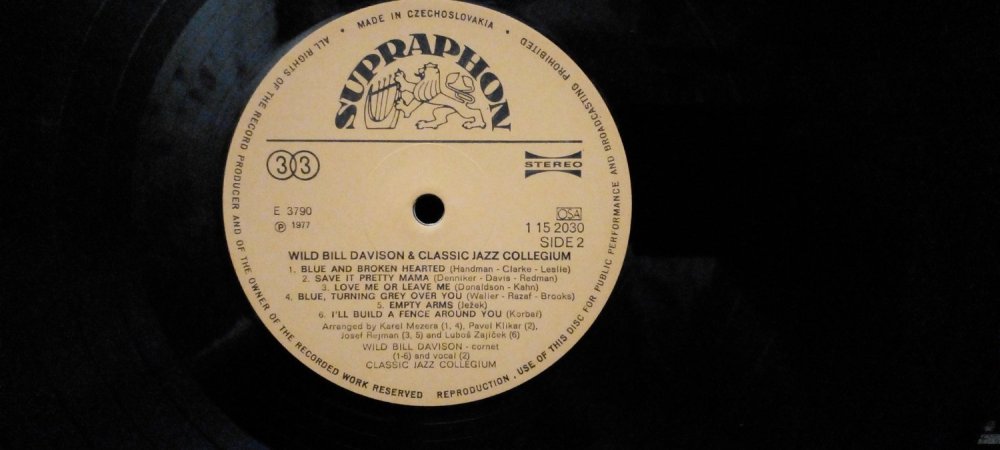 MADE IN CZECHOSLOVAKIA
ALL RIGHTS OF THE RECORD PRODUCER AND OF THE OWNER OF THE RECORDED WORK RESERVED
REPRODUCTION, USE OF THIS DISC FOR PUBLIC PERFORMANCE AND BROADCASTING PROHIBITED
SUPRAPHON
33
STEREO
E 3790
℗ 1977
OSA
1 15 2030
SIDE 2
WILD BILL DAVISON & CLASSIC JAZZ COLLEGIUM
1. BLUE AND BROKEN HEARTED (Handman - Clarke - Leslie)
2. SAVE IT PRETTY MAMA (Denniker - Davis - Redman)
3. LOVE ME OR LEAVE ME (Donaldson - Kahn)
4. BLUE, TURNING GREY OVER YOU (Waller - Razaf - Brooks)
5. EMPTY ARMS (Ježek)
6. I'LL BUILD A FENCE AROUND YOU (Korbař)
Arranged by Karel Mezera (1, 4), Pavel Klikar (2),
Josef Rejman (3, 5) and Luboš Zajíček (6)
WILD BILL DAVISON - cornet
(1-6) and vocal (2)
CLASSIC JAZZ COLLEGIUM